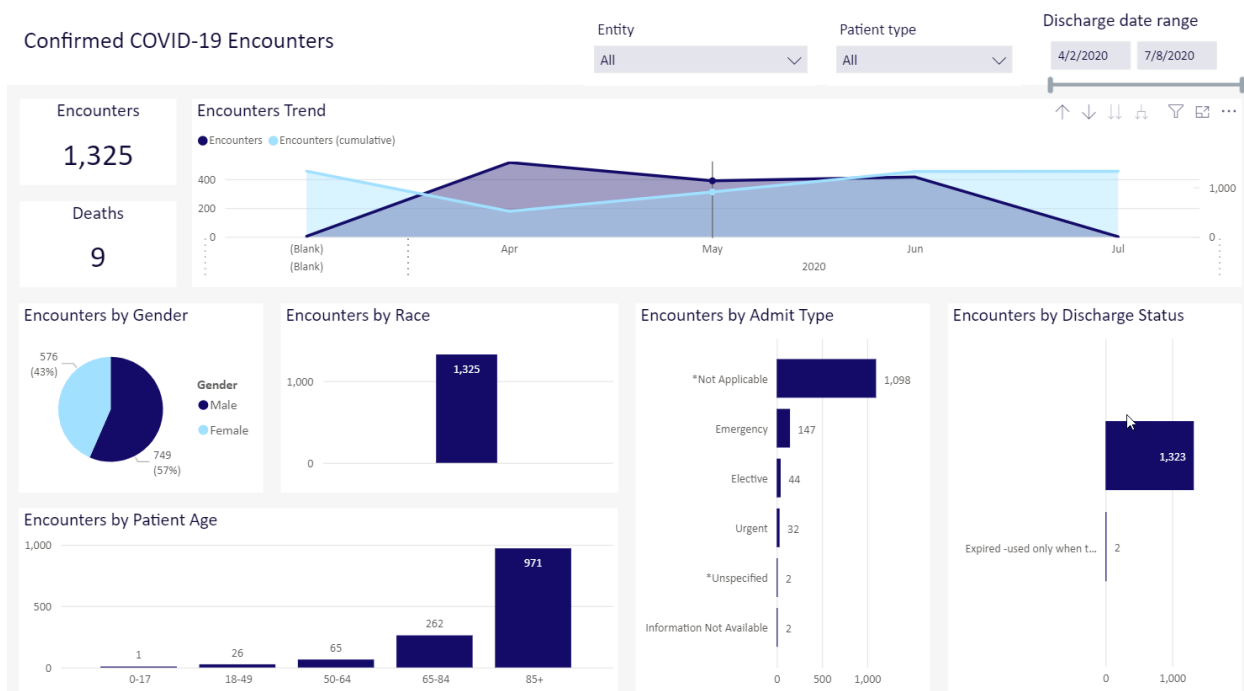 Confirmed COVID-19 Encounters
Entity
All
Patient type
All
Discharge date range
4/2/2020 7/8/2020
Encounters
1,325
Deaths
9
Encounters Trend
Encounters Encounters (cumulative)
400
200
0
1,000
0
(Blank) Apr May Jun Jul
(Blank) 2020
Encounters by Gender
576
(43%)
749
(57%)
Gender
Male
Female
Encounters by Race
1,000
0
1,325
Encounters by Patient Age
1,000
500
0
1 26 65 262 971
0-17 18-49 50-64 65-84 85+
Encounters by Admit Type
*Not Applicable 1,098
Emergency 147
Elective 44
Urgent 32
*Unspecified 2
Information Not Available 2
0 500 1,000
Encounters by Discharge Status
1,323
Expired -used only when t... 2
0 1,000